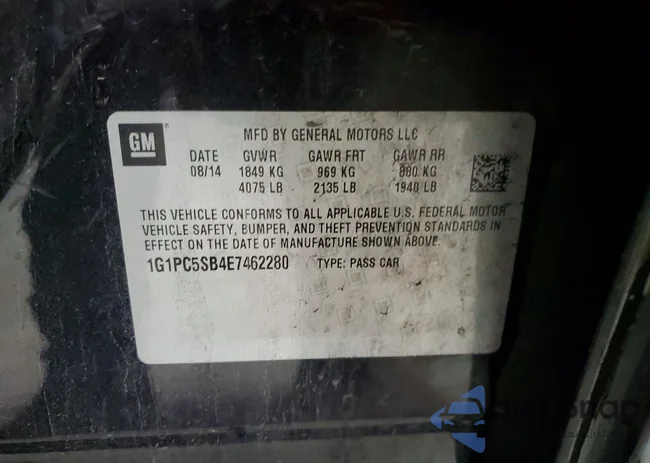 GM
MFD BY GENERAL MOTORS LLC
DATE GVWR GAWR FRT GAWR RR
08/14 1849 KG 969 KG 880 KG
4075 LB 2135 LB 1940 LB
THIS VEHICLE CONFORMS TO ALL APPLICABLE U.S. FEDERAL MOTOR
VEHICLE SAFETY, BUMPER, AND THEFT PREVENTION STANDARDS IN
EFFECT ON THE DATE OF MANUFACTURE SHOWN ABOVE.
1G1PC5SB4E7462280 TYPE: PASS CAR